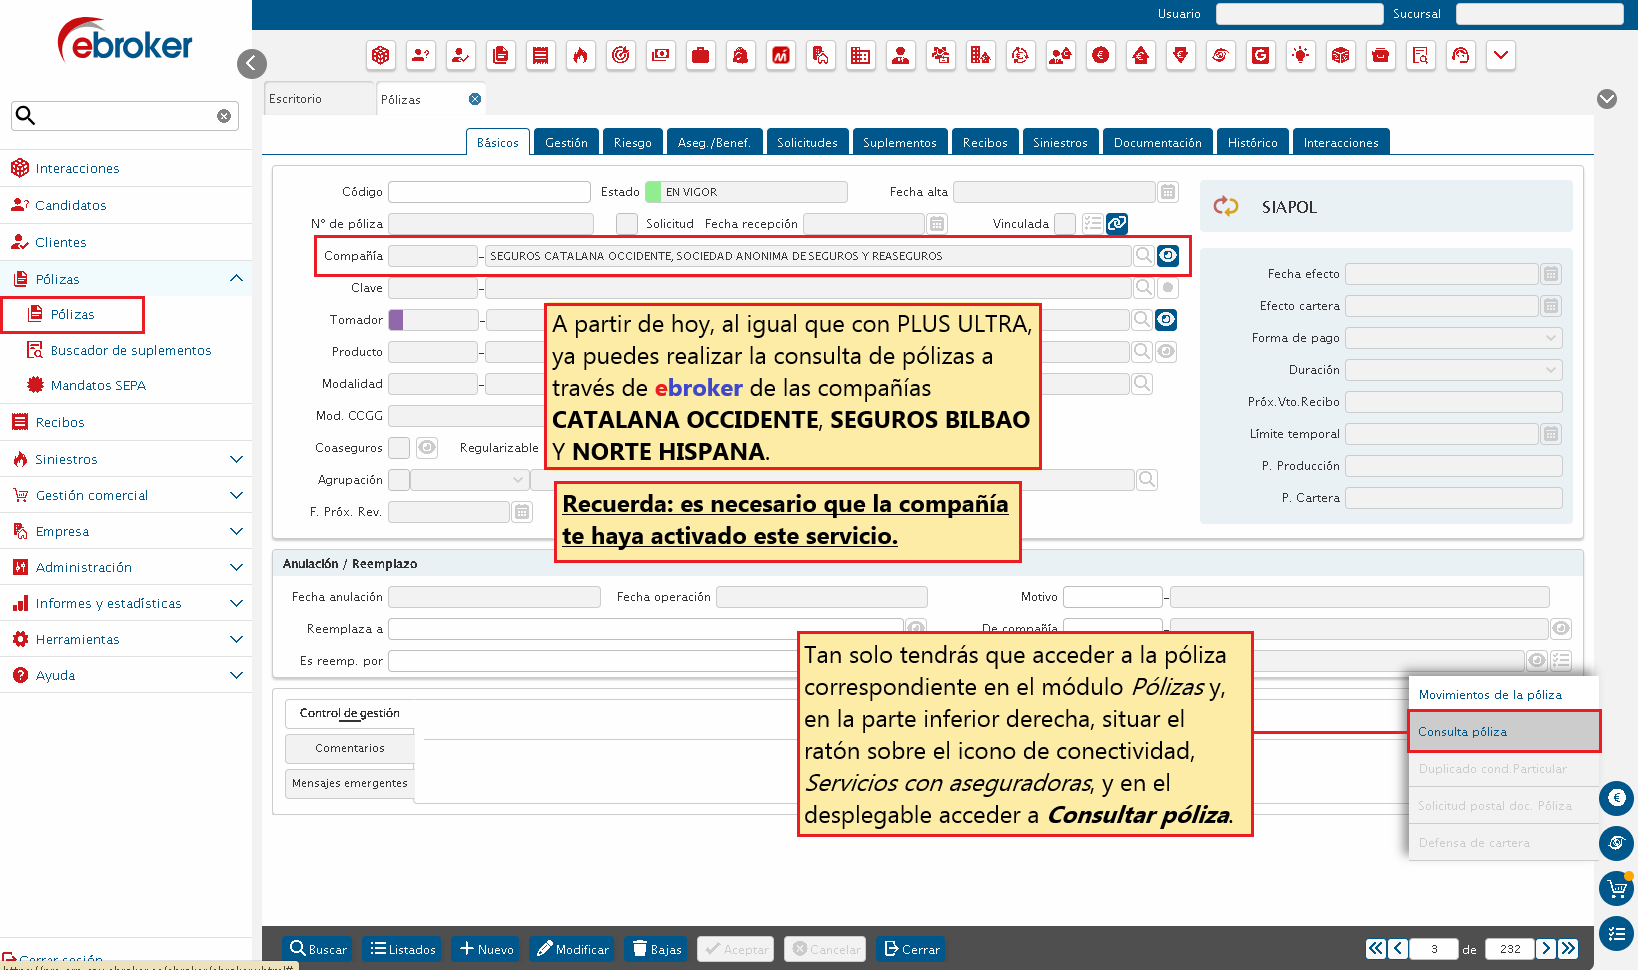 Usuario
Sucursal
ebroker
Escritorio
Pólizas
Básicos
Gestión
Riesgo
Aseg./Benef.
Solicitudes
Suplementos
Recibos
Siniestros
Documentación
Histórico
Interacciones
Interacciones
Candidatos
Clientes
Pólizas
Pólizas
Buscador de suplementos
Mandatos SEPA
Recibos
Siniestros
Gestión comercial
Empresa
Administración
Informes y estadísticas
Herramientas
Ayuda
Cerrar sesión
Código
Estado EN VIGOR
Fecha alta
Nº de póliza
Solicitud
Fecha recepción
Vinculada
Compañía – SEGUROS CATALANA OCCIDENTE, SOCIEDAD ANONIMA DE SEGUROS Y REASEGUROS
Clave –
Tomador –
Producto –
Modalidad –
Mod. CCGG
Coaseguros
Regularizable
Agrupación
F. Próx. Rev.
SIAPOL
Fecha efecto
Efecto cartera
Forma de pago
Duración
Próx.Vto.Recibo
Límite temporal
P. Producción
P. Cartera
A partir de hoy, al igual que con PLUS ULTRA,
ya puedes realizar la consulta de pólizas a
través de ebroker de las compañías
CATALANA OCCIDENTE, SEGUROS BILBAO
Y NORTE HISPANA.
Recuerda: es necesario que la compañía
te haya activado este servicio.
Anulación / Reemplazo
Fecha anulación
Fecha operación
Motivo –
Reemplaza a
De compañía –
Es reemp. por
Tan solo tendrás que acceder a la póliza
correspondiente en el módulo Pólizas y,
en la parte inferior derecha, situar el
ratón sobre el icono de conectividad,
Servicios con aseguradoras, y en el
desplegable acceder a Consultar póliza.
Control de gestión
Comentarios
Mensajes emergentes
Movimientos de la póliza
Consulta póliza
Duplicado cond.Particular
Solicitud postal doc. Póliza
Defensa de cartera
Buscar
Listados
Nuevo
Modificar
Bajas
Aceptar
Cancelar
Cerrar
3 de 232